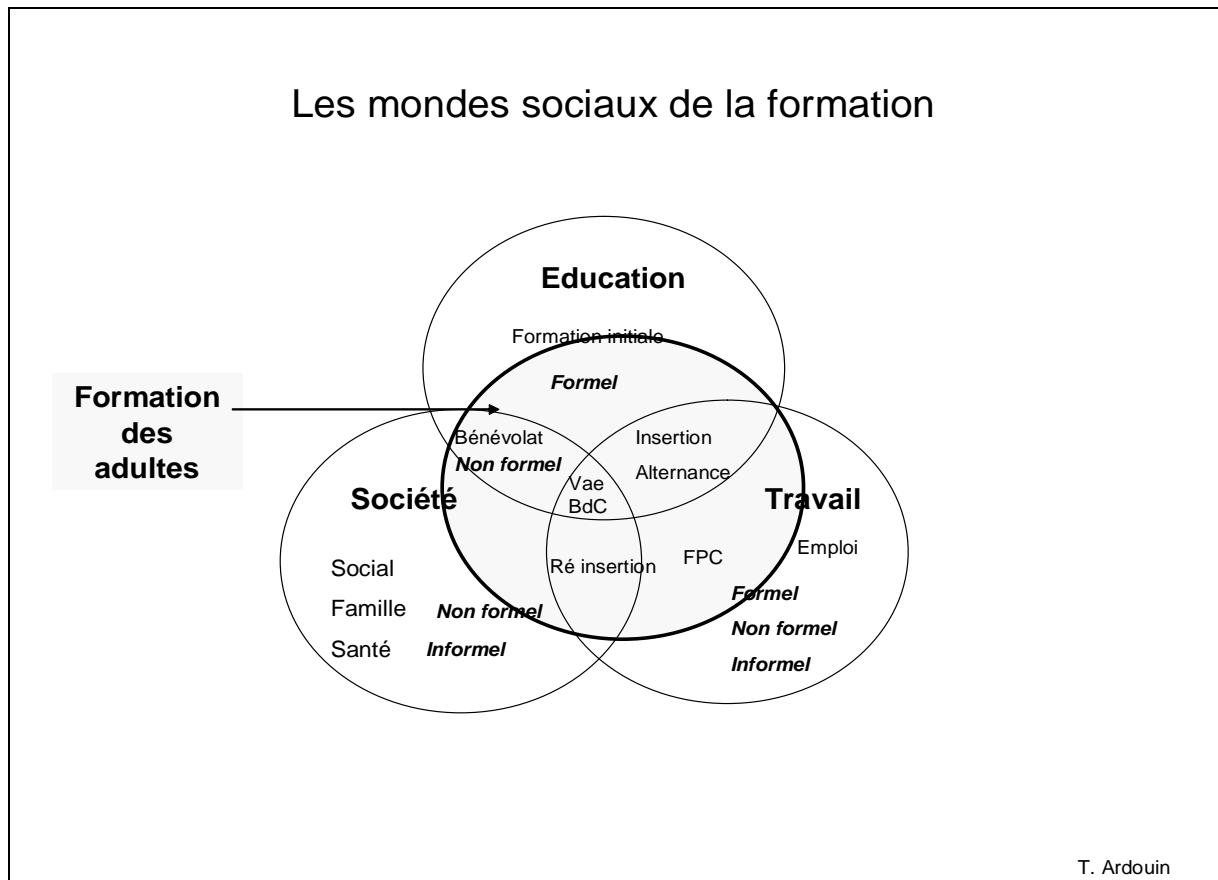 Les mondes sociaux de la formation
Education
Formation initiale
Formel
Formation
des
adultes
Bénévolat
Non formel
Insertion
Alternance
Vae
BdC
Société
Travail
Emploi
Ré insertion
FPC
Social
Famille
Santé
Non formel
Informel
Formel
Non formel
Informel
T. Ardouin